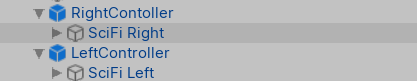 RightContoller
SciFi Right
LeftController
SciFi Left